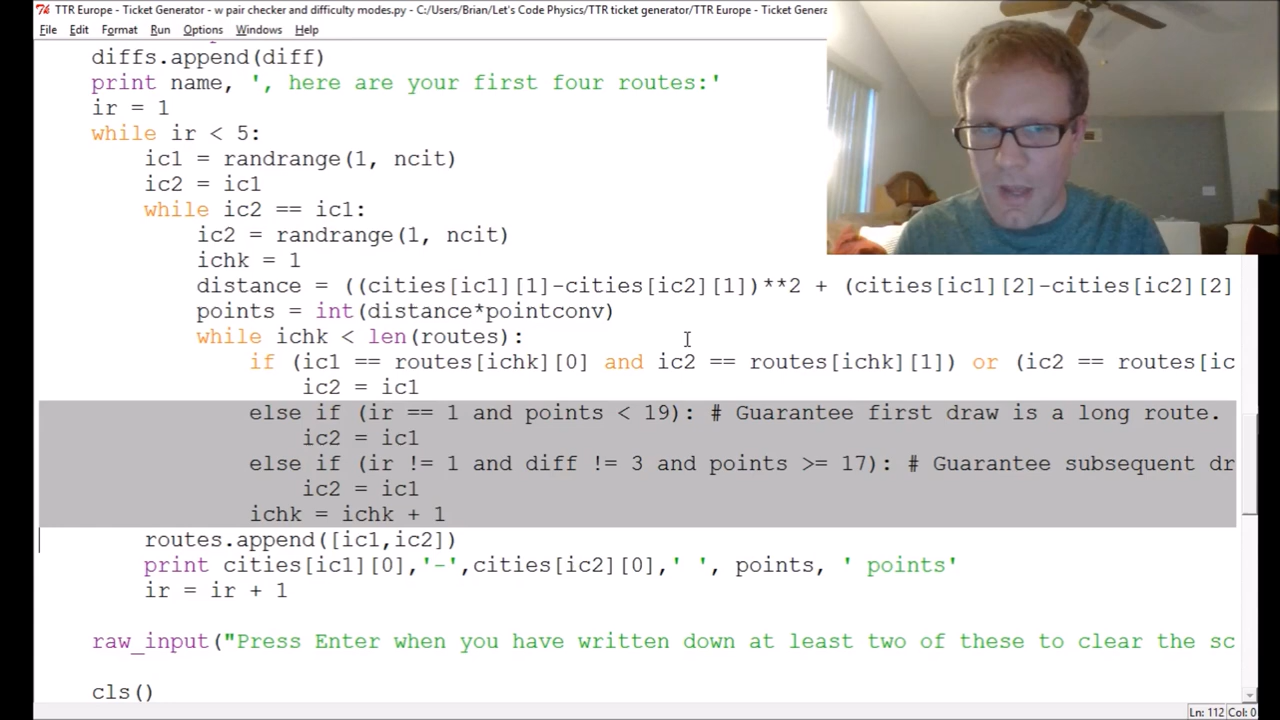 TTR Europe - Ticket Generator - w pair checker and difficulty modes.py - C:/Users/Brian/Let's Code Physics/TTR ticket generator/TTR Europe - Ticket Genera
File Edit Format Run Options Windows Help
diffs.append(diff)
print name, ', here are your first four routes:'
ir = 1
while ir < 5:
ic1 = randrange(1, ncit)
ic2 = ic1
while ic2 == ic1:
ic2 = randrange(1, ncit)
ichk = 1
distance = ((cities[ic1][1]-cities[ic2][1])**2 + (cities[ic1][2]-cities[ic2][2]
points = int(distance*pointconv)
while ichk < len(routes):
if (ic1 == routes[ichk][0] and ic2 == routes[ichk][1]) or (ic2 == routes[ic
ic2 = ic1
else if (ir == 1 and points < 19): # Guarantee first draw is a long route.
ic2 = ic1
else if (ir != 1 and diff != 3 and points >= 17): # Guarantee subsequent dr
ic2 = ic1
ichk = ichk + 1
routes.append([ic1,ic2])
print cities[ic1][0],'-',cities[ic2][0],' ', points, ' points'
ir = ir + 1
raw_input("Press Enter when you have written down at least two of these to clear the sc
cls()
Ln: 112 Col: 0